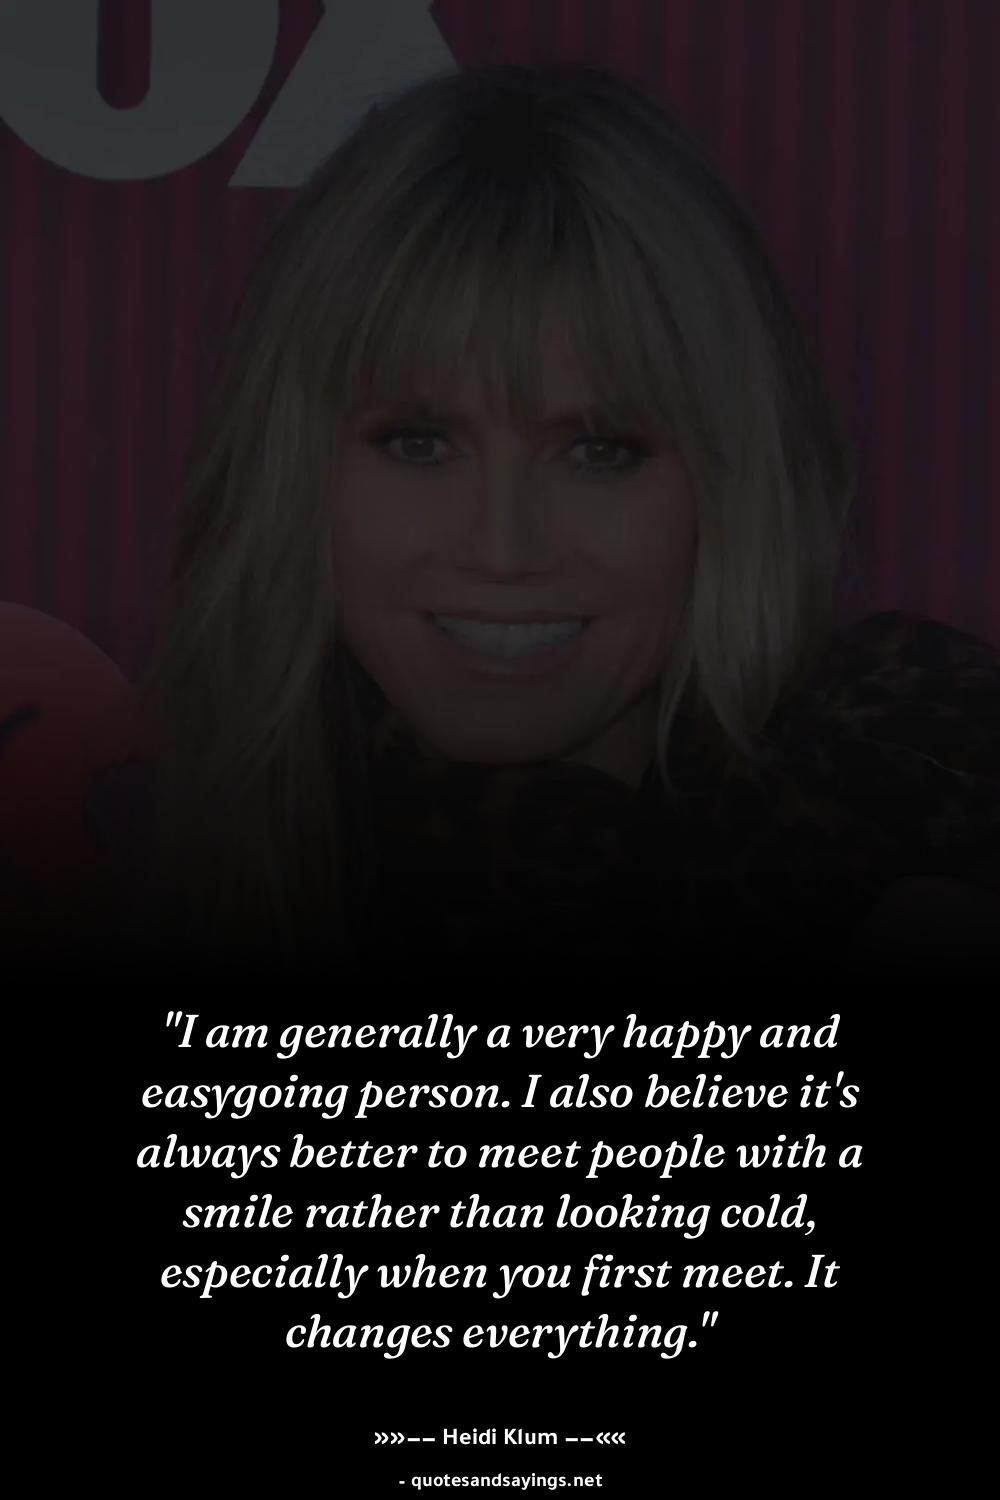 "I am generally a very happy and
easygoing person. I also believe it's
always better to meet people with a
smile rather than looking cold,
especially when you first meet. It
changes everything."
»»–– Heidi Klum ––««
- quotesandsayings.net